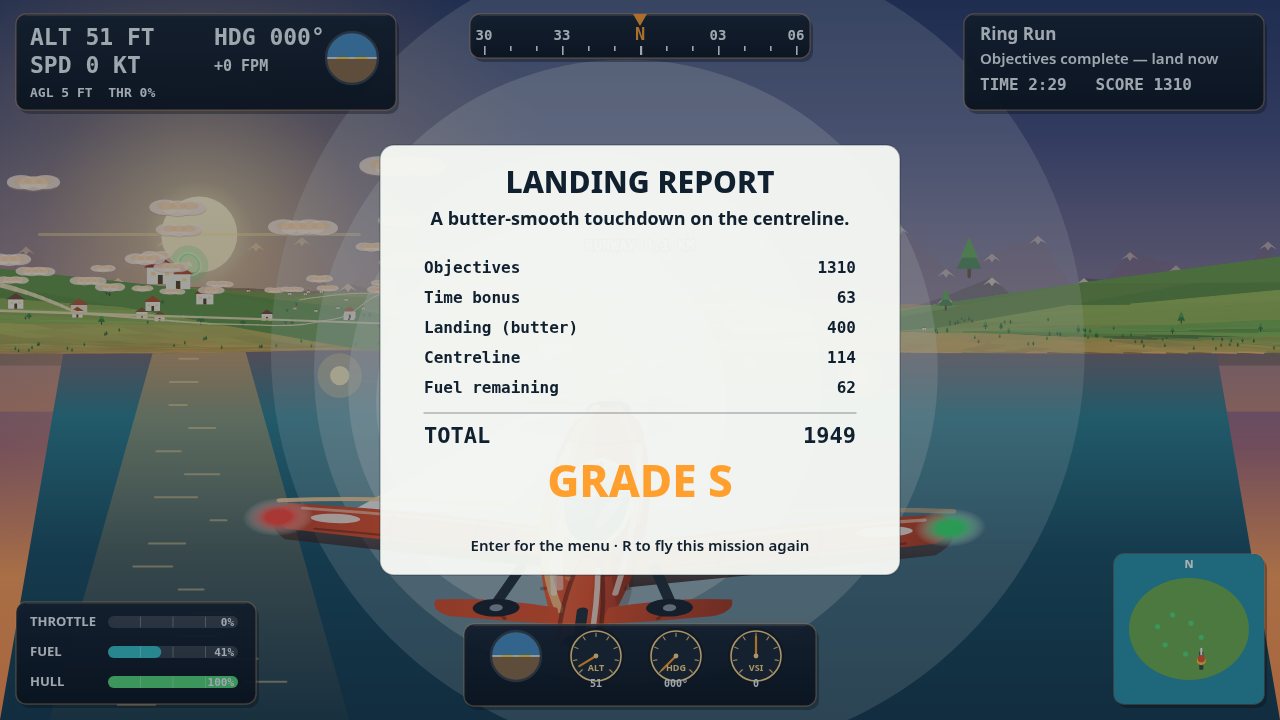 ALT 51 FT
HDG 000°
SPD 0 KT
+0 FPM
AGL 5 FT THR 0%
30 33 N 03 06
Ring Run
Objectives complete — land now
TIME 2:29 SCORE 1310
LANDING REPORT
A butter-smooth touchdown on the centreline.
Objectives 1310
Time bonus 63
Landing (butter) 400
Centreline 114
Fuel remaining 62
TOTAL 1949
GRADE S
Enter for the menu · R to fly this mission again
THROTTLE 0%
FUEL 41%
HULL 100%
ALT
51
HDG
000°
VSI
0
N